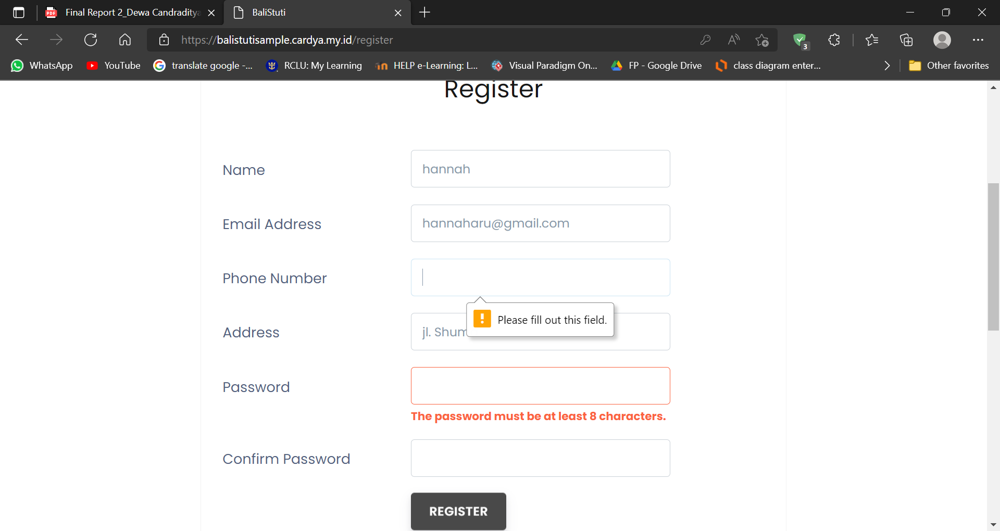 Final Report 2_Dewa Candraditya
BaliStuti
https://balistutisample.cardya.my.id/register
3
WhatsApp
YouTube
translate google -...
RCLU: My Learning
HELP e-Learning: L...
Visual Paradigm On...
FP - Google Drive
class diagram enter...
Other favorites
Register
Name
hannah
Email Address
hannaharu@gmail.com
Phone Number
Please fill out this field.
Address
jl. Shum
Password
The password must be at least 8 characters.
Confirm Password
REGISTER